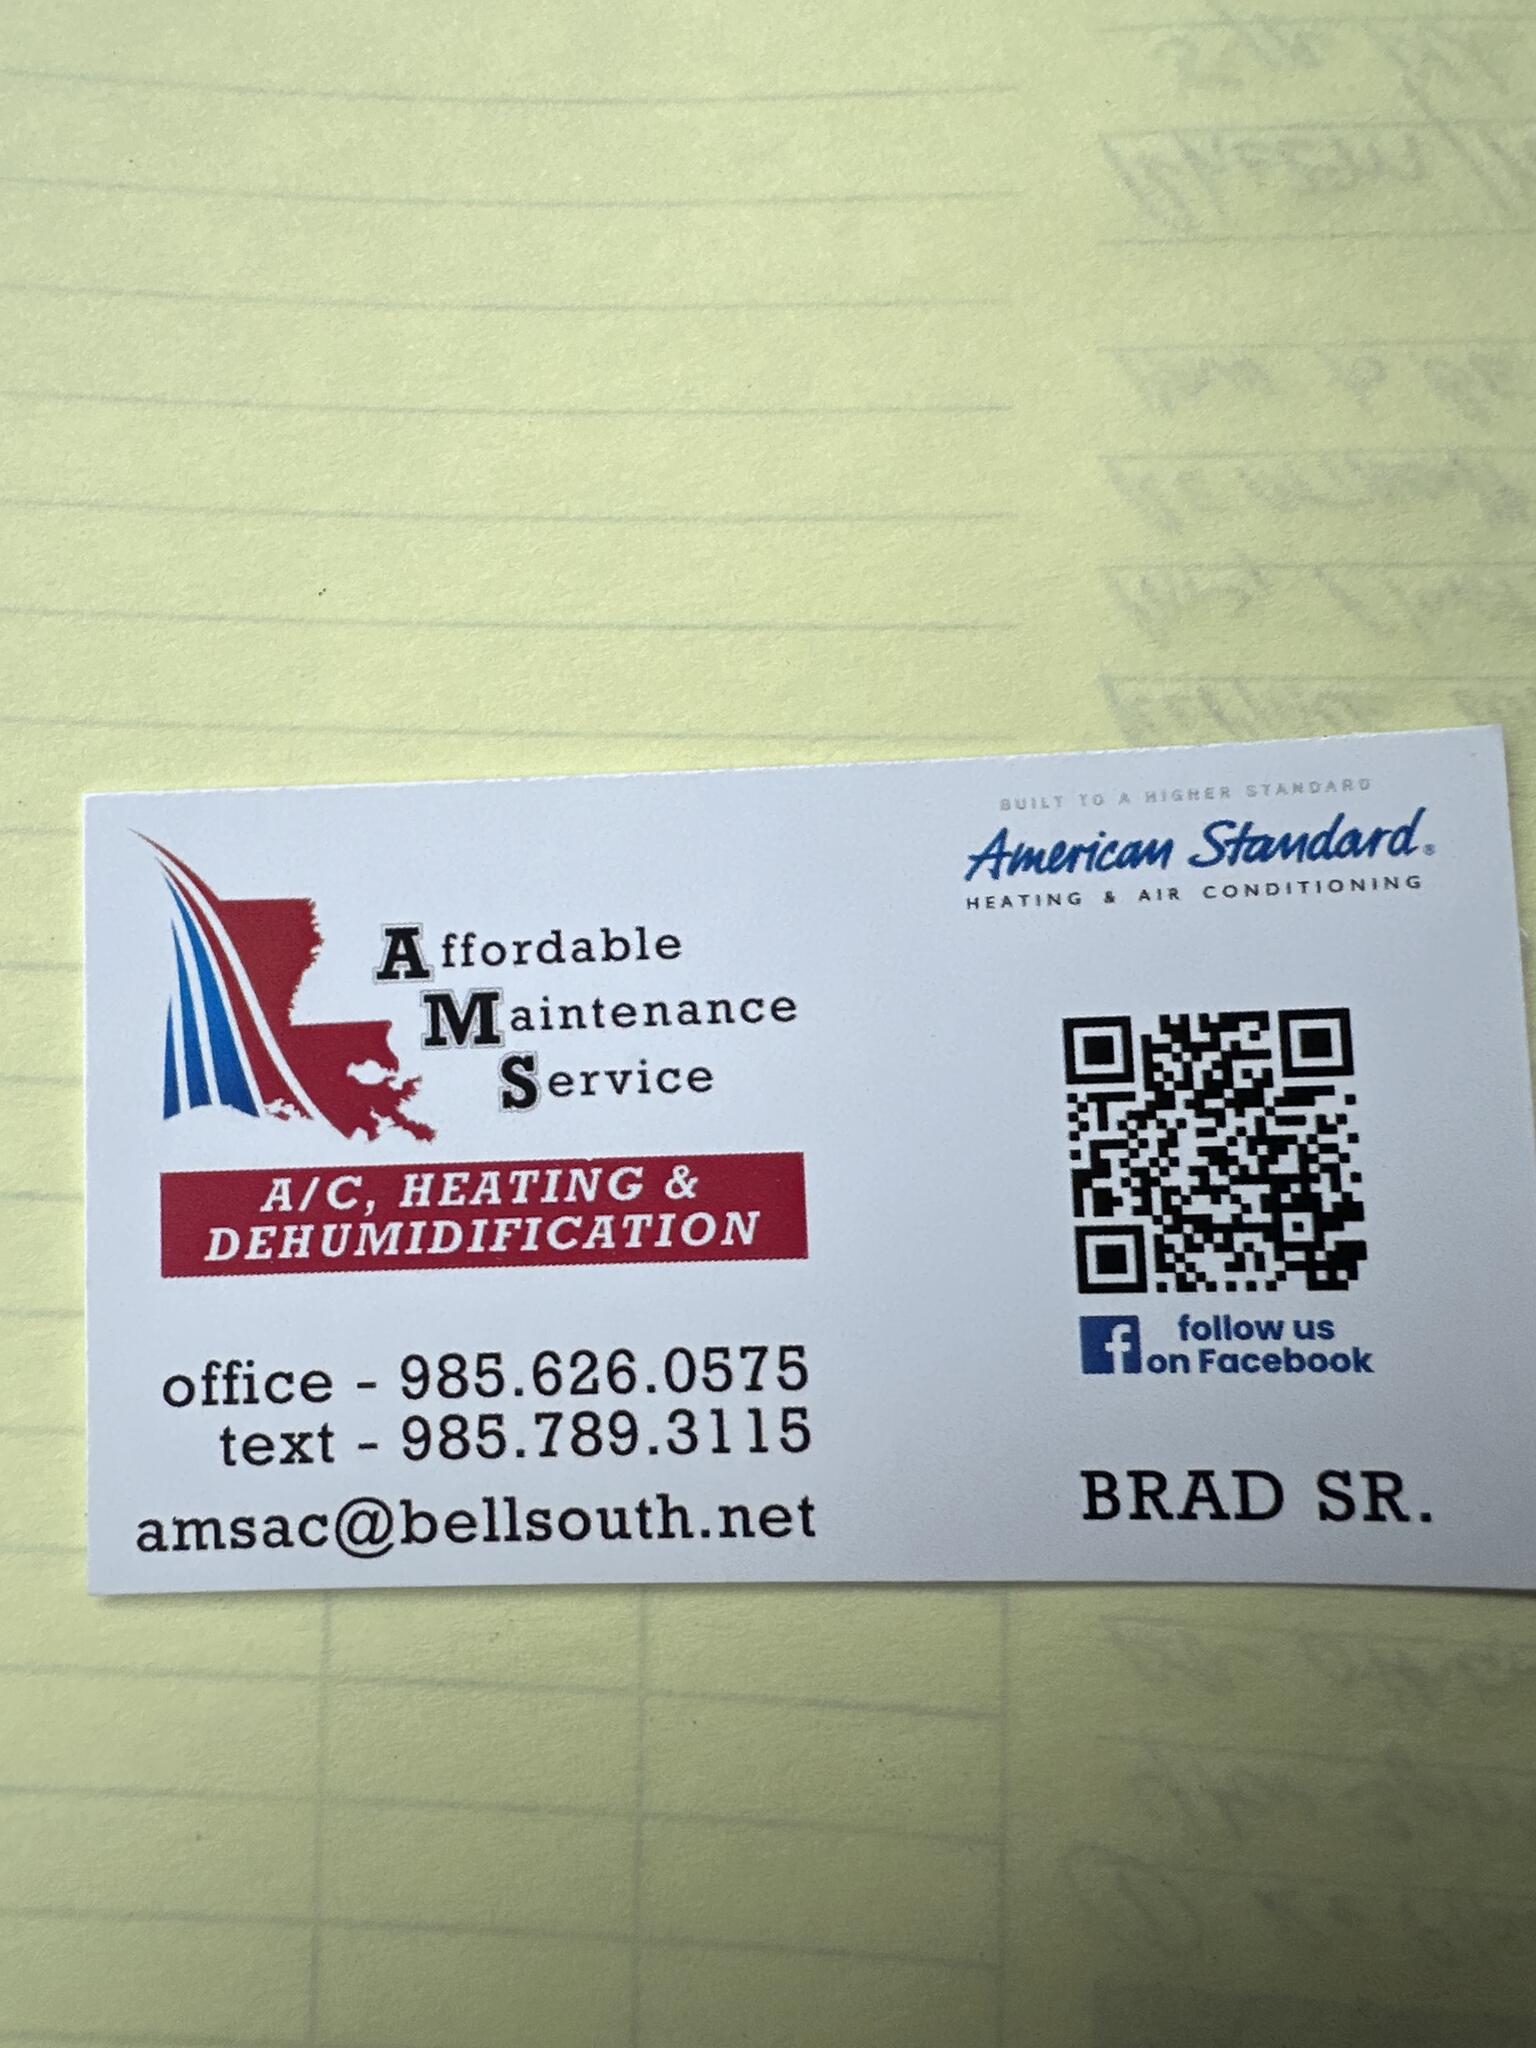 Affordable
Maintenance
Service
A/C, HEATING &
DEHUMIDIFICATION
office - 985.626.0575
text - 985.789.3115
amsac@bellsouth.net
BUILT TO A HIGHER STANDARD
American Standard®
HEATING & AIR CONDITIONING
f
follow us
on Facebook
BRAD SR.